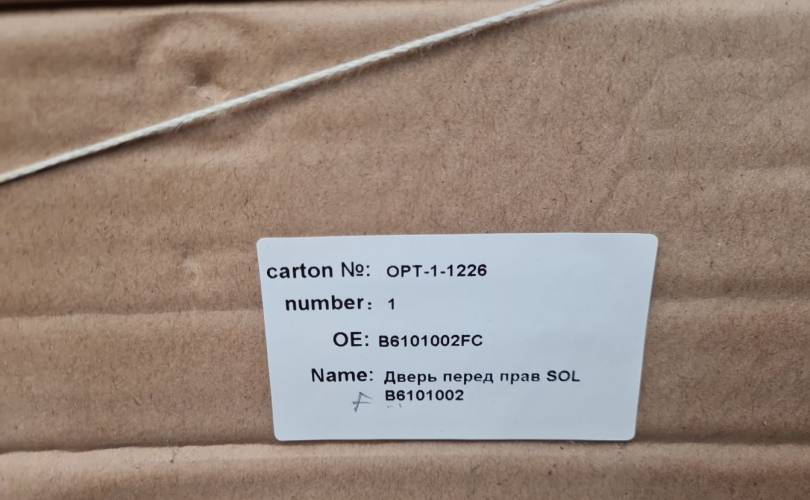 carton №: OPT-1-1226
number: 1
OE: B6101002FC
Name: Дверь перед прав SOL
B6101002